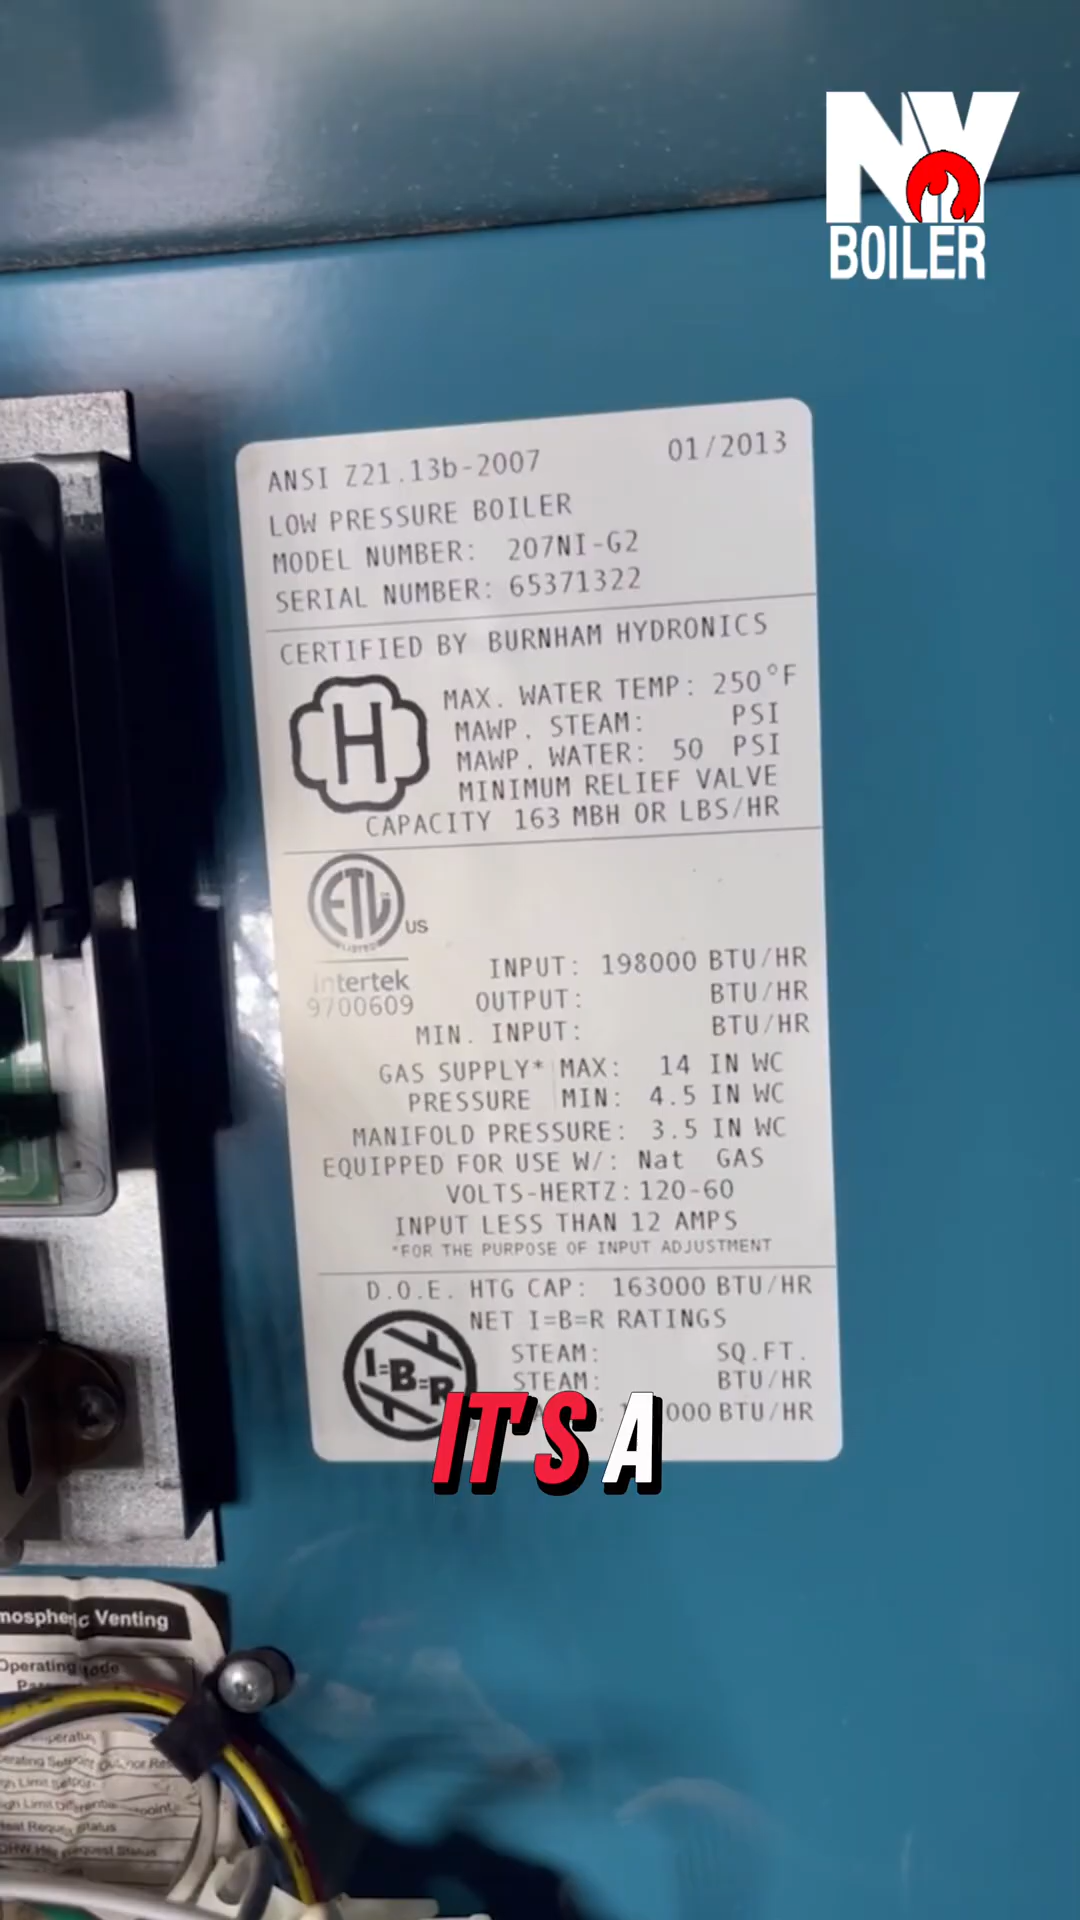 NY
BOILER
ANSI Z21.13b-2007 01/2013
LOW PRESSURE BOILER
MODEL NUMBER: 207NI-G2
SERIAL NUMBER: 65371322
CERTIFIED BY BURNHAM HYDRONICS
H
MAX. WATER TEMP: 250°F
MAWP. STEAM: PSI
MAWP. WATER: 50 PSI
MINIMUM RELIEF VALVE
CAPACITY 163 MBH OR LBS/HR
ETL US
LISTED
Intertek
9700609
INPUT: 198000 BTU/HR
OUTPUT: BTU/HR
MIN. INPUT: BTU/HR
GAS SUPPLY* MAX: 14 IN WC
PRESSURE MIN: 4.5 IN WC
MANIFOLD PRESSURE: 3.5 IN WC
EQUIPPED FOR USE W/: Nat GAS
VOLTS-HERTZ: 120-60
INPUT LESS THAN 12 AMPS
*FOR THE PURPOSE OF INPUT ADJUSTMENT
D.O.E. HTG CAP: 163000 BTU/HR
NET I=B=R RATINGS
I=B=R
STEAM: SQ.FT.
STEAM: BTU/HR
000 BTU/HR
IT'S A
Venting
Operating
Status
Request Status